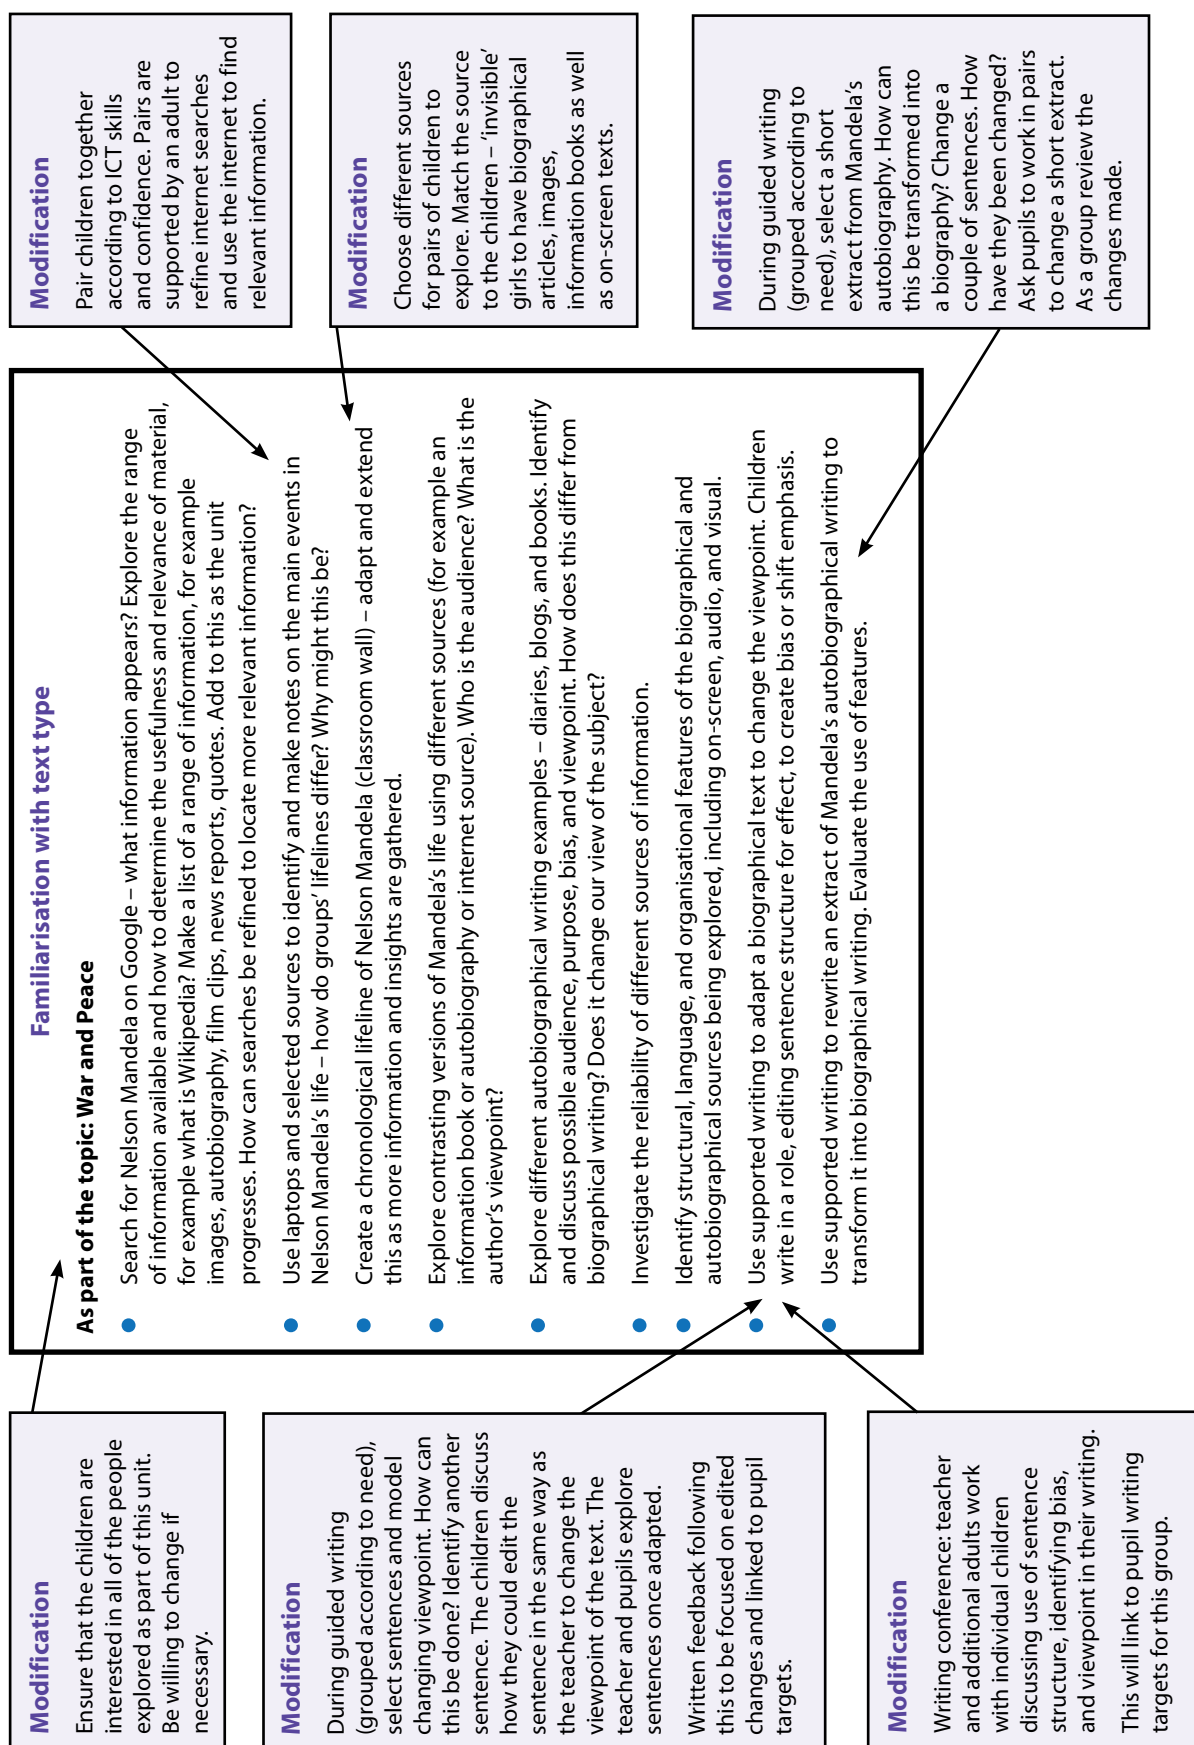 Modification
Ensure that the children are
interested in all of the people
explored as part of this unit.
Be willing to change if
necessary.
Modification
During guided writing
(grouped according to need),
select sentences and model
changing viewpoint. How can
this be done? Identify another
sentence. The children discuss
how they could edit the
sentence in the same way as
the teacher to change the
viewpoint of the text. The
teacher and pupils explore
sentences once adapted.
Written feedback following
this to be focused on edited
changes and linked to pupil
targets.
Modification
Writing conference: teacher
and additional adults work
with individual children
discussing use of sentence
structure, identifying bias,
and viewpoint in their writing.
This will link to pupil writing
targets for this group.
Familiarisation with text type
As part of the topic: War and Peace
● Search for Nelson Mandela on Google – what information appears? Explore the range
of information available and how to determine the usefulness and relevance of material,
for example what is Wikipedia? Make a list of a range of information, for example
images, autobiography, film clips, news reports, quotes. Add to this as the unit
progresses. How can searches be refined to locate more relevant information?
● Use laptops and selected sources to identify and make notes on the main events in
Nelson Mandela's life – how do groups' lifelines differ? Why might this be?
● Create a chronological lifeline of Nelson Mandela (classroom wall) – adapt and extend
this as more information and insights are gathered.
● Explore contrasting versions of Mandela's life using different sources (for example an
information book or autobiography or internet source). Who is the audience? What is the
author's viewpoint?
● Explore different autobiographical writing examples – diaries, blogs, and books. Identify
and discuss possible audience, purpose, bias, and viewpoint. How does this differ from
biographical writing? Does it change our view of the subject?
● Investigate the reliability of different sources of information.
● Identify structural, language, and organisational features of the biographical and
autobiographical sources being explored, including on-screen, audio, and visual.
● Use supported writing to adapt a biographical text to change the viewpoint. Children
write in a role, editing sentence structure for effect, to create bias or shift emphasis.
● Use supported writing to rewrite an extract of Mandela's autobiographical writing to
transform it into biographical writing. Evaluate the use of features.
Modification
Pair children together
according to ICT skills
and confidence. Pairs are
supported by an adult to
refine internet searches
and use the internet to find
relevant information.
Modification
Choose different sources
for pairs of children to
explore. Match the source
to the children – 'invisible'
girls to have biographical
articles, images,
information books as well
as on-screen texts.
Modification
During guided writing
(grouped according to
need), select a short
extract from Mandela's
autobiography. How can
this be transformed into
a biography? Change a
couple of sentences. How
have they been changed?
Ask pupils to work in pairs
to change a short extract.
As a group review the
changes made.